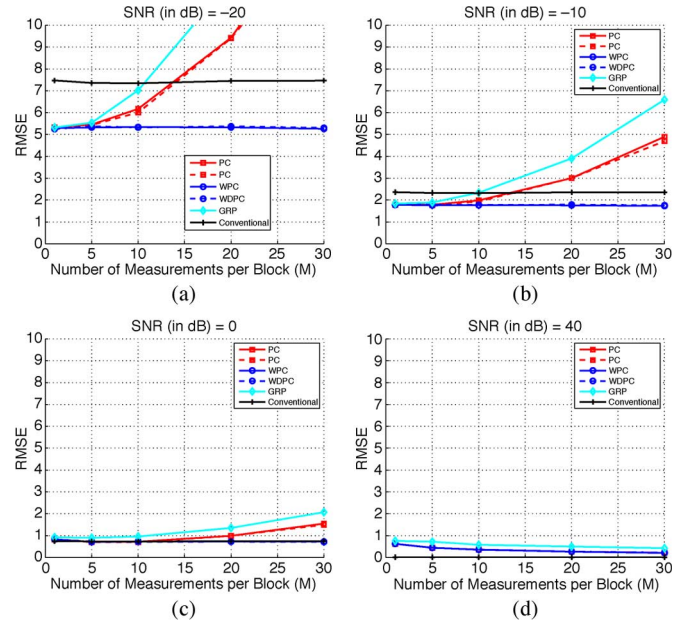 SNR (in dB) = –20
10
9
8
7
6
5
4
3
2
1
0
RMSE
PC
PC
WPC
WDPC
GRP
Conventional
0 5 10 15 20 25 30
Number of Measurements per Block (M)
(a)
SNR (in dB) = –10
10
9
8
7
6
5
4
3
2
1
0
RMSE
PC
PC
WPC
WDPC
GRP
Conventional
0 5 10 15 20 25 30
Number of Measurements per Block (M)
(b)
SNR (in dB) = 0
10
9
8
7
6
5
4
3
2
1
0
RMSE
PC
PC
WPC
WDPC
GRP
Conventional
0 5 10 15 20 25 30
Number of Measurements per Block (M)
(c)
SNR (in dB) = 40
10
9
8
7
6
5
4
3
2
1
0
RMSE
PC
PC
WPC
WDPC
GRP
Conventional
0 5 10 15 20 25 30
Number of Measurements per Block (M)
(d)